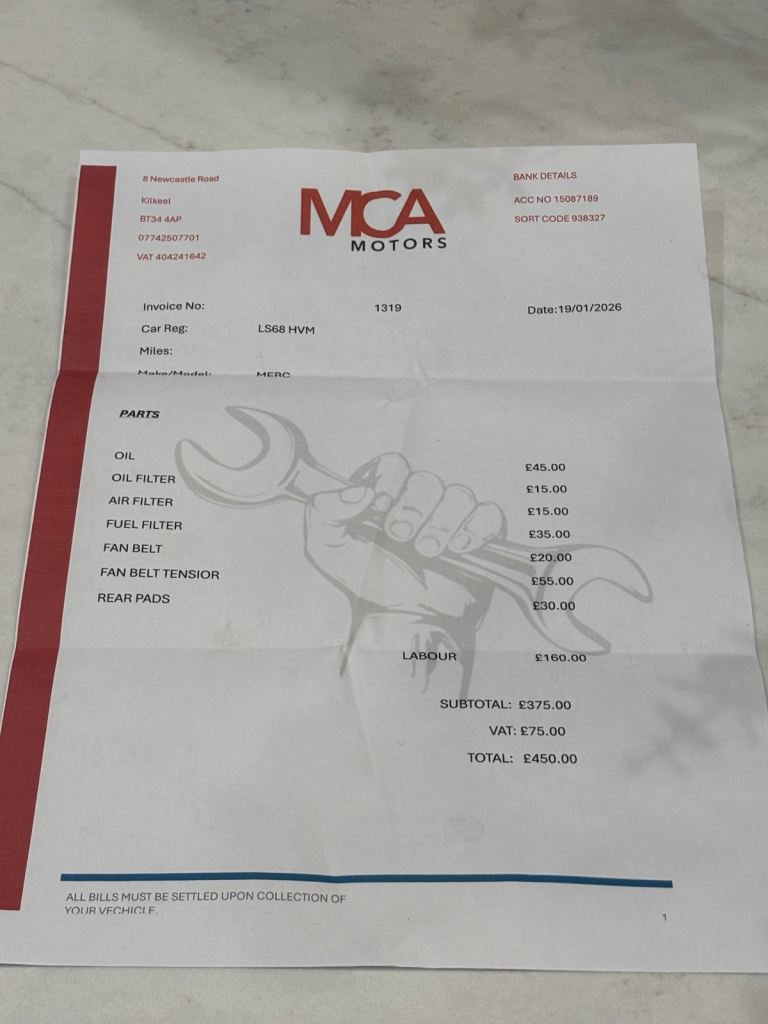 8 Newcastle Road
Kilkeel
BT34 4AP
07742507701
VAT 404241642
MCA
MOTORS
BANK DETAILS
ACC NO 15087189
SORT CODE 938327
Invoice No: 1319 Date:19/01/2026
Car Reg: LS68 HVM
Miles:
Make/Model: MERC
PARTS
OIL £45.00
OIL FILTER £15.00
AIR FILTER £15.00
FUEL FILTER £35.00
FAN BELT £20.00
FAN BELT TENSIOR £55.00
REAR PADS £30.00
LABOUR £160.00
SUBTOTAL: £375.00
VAT: £75.00
TOTAL: £450.00
ALL BILLS MUST BE SETTLED UPON COLLECTION OF
YOUR VECHICLE.
1